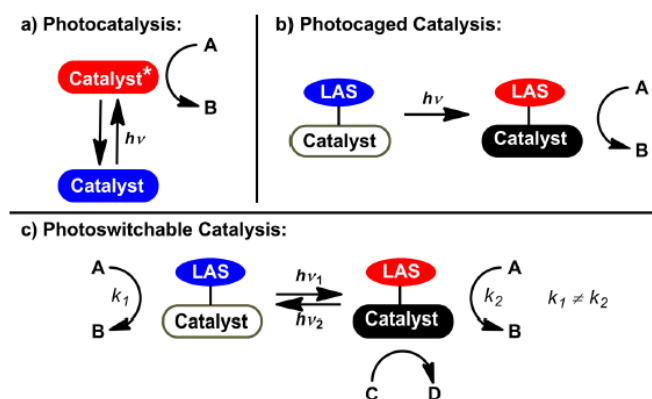 a) Photocatalysis:
Catalyst*
A
B
hν
Catalyst
b) Photocaged Catalysis:
LAS
Catalyst
hν
LAS
Catalyst
A
B
c) Photoswitchable Catalysis:
A
k1
B
LAS
Catalyst
hν1
hν2
LAS
Catalyst
A
k2
B
k1 ≠ k2
C
D